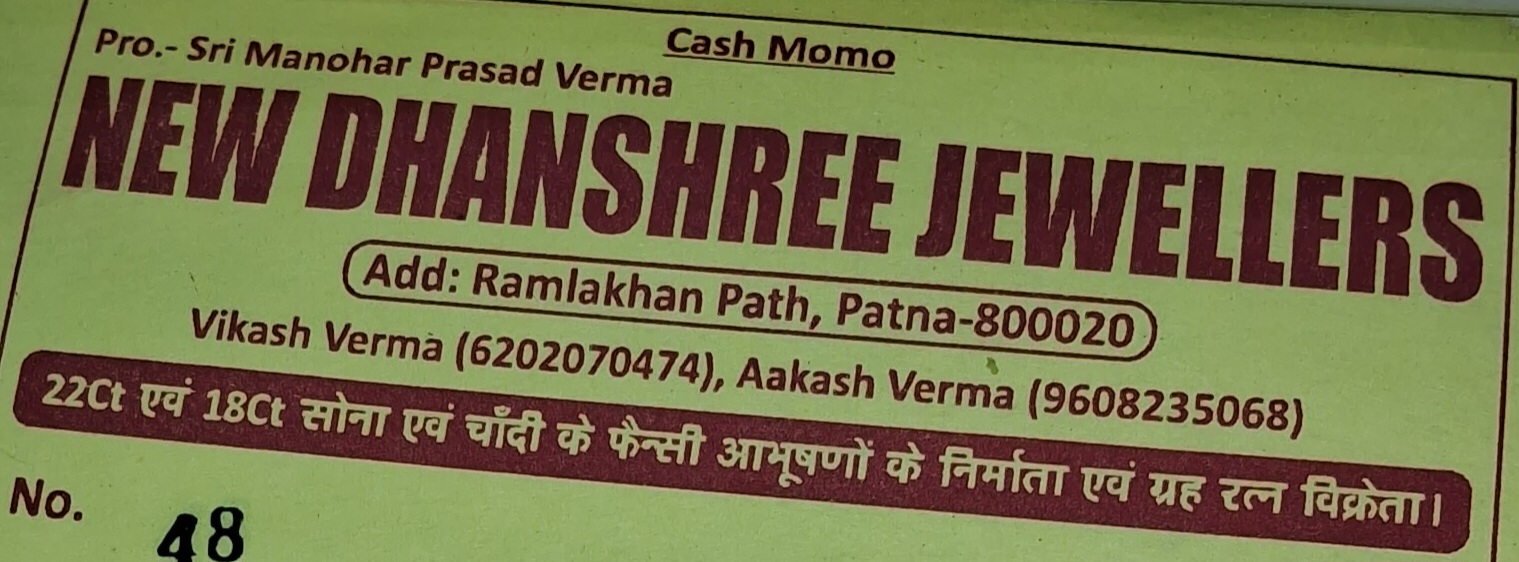 Cash Momo
Pro.- Sri Manohar Prasad Verma
NEW DHANSHREE JEWELLERS
Add: Ramlakhan Path, Patna-800020
Vikash Verma (6202070474), Aakash Verma (9608235068)
22Ct एवं 18Ct सोना एवं चाँदी के फैन्सी आभूषणों के निर्माता एवं ग्रह रत्न विक्रेता।
No. 48